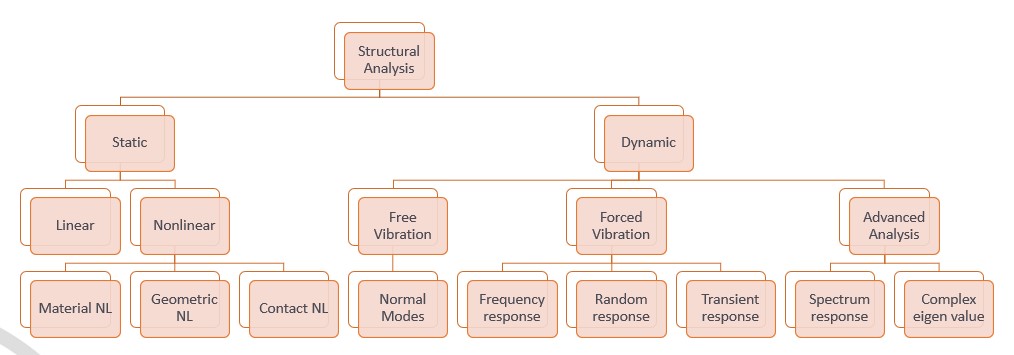 Structural
Analysis
Static
Dynamic
Linear
Nonlinear
Free
Vibration
Forced
Vibration
Advanced
Analysis
Material NL
Geometric
NL
Contact NL
Normal
Modes
Frequency
response
Random
response
Transient
response
Spectrum
response
Complex
eigen value